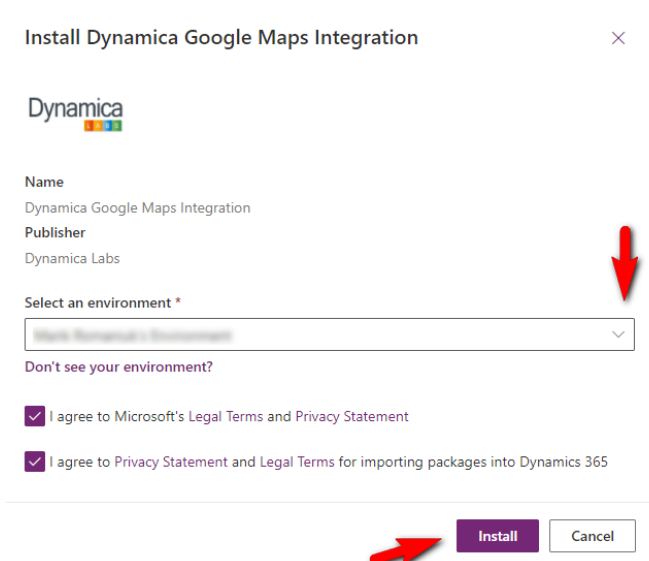 Install Dynamica Google Maps Integration
Dynamica
LABS
Name
Dynamica Google Maps Integration
Publisher
Dynamica Labs
Select an environment *
Don't see your environment?
I agree to Microsoft's Legal Terms and Privacy Statement
I agree to Privacy Statement and Legal Terms for importing packages into Dynamics 365
Install Cancel